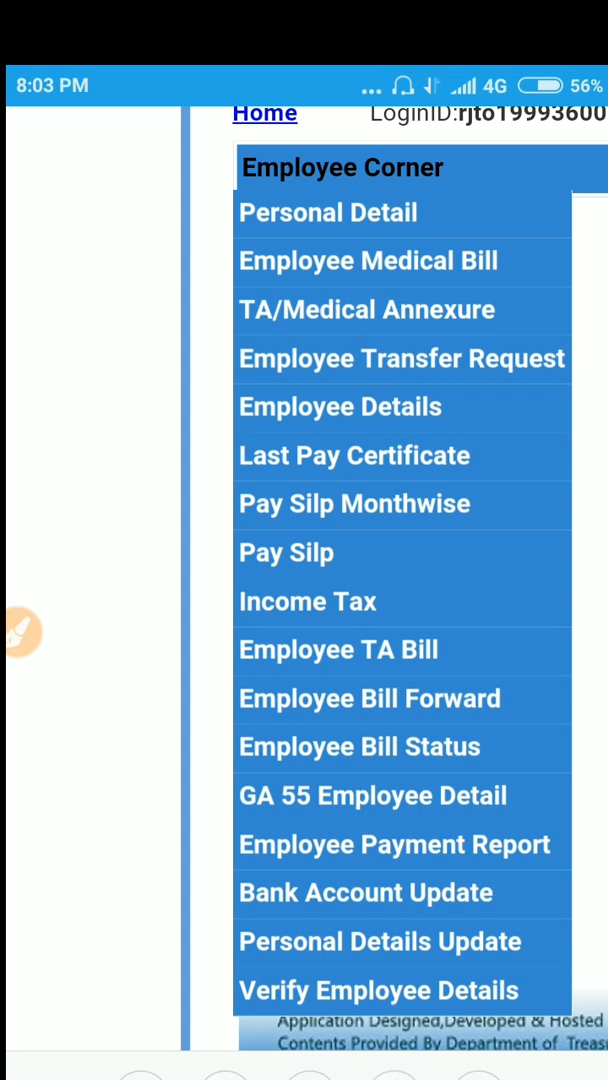 8:03 PM ... 4G 56%
Home LoginID:rjto19993600
Employee Corner
Personal Detail
Employee Medical Bill
TA/Medical Annexure
Employee Transfer Request
Employee Details
Last Pay Certificate
Pay Silp Monthwise
Pay Silp
Income Tax
Employee TA Bill
Employee Bill Forward
Employee Bill Status
GA 55 Employee Detail
Employee Payment Report
Bank Account Update
Personal Details Update
Verify Employee Details
Application Designed,Developed & Hosted
Contents Provided By Department of Treas